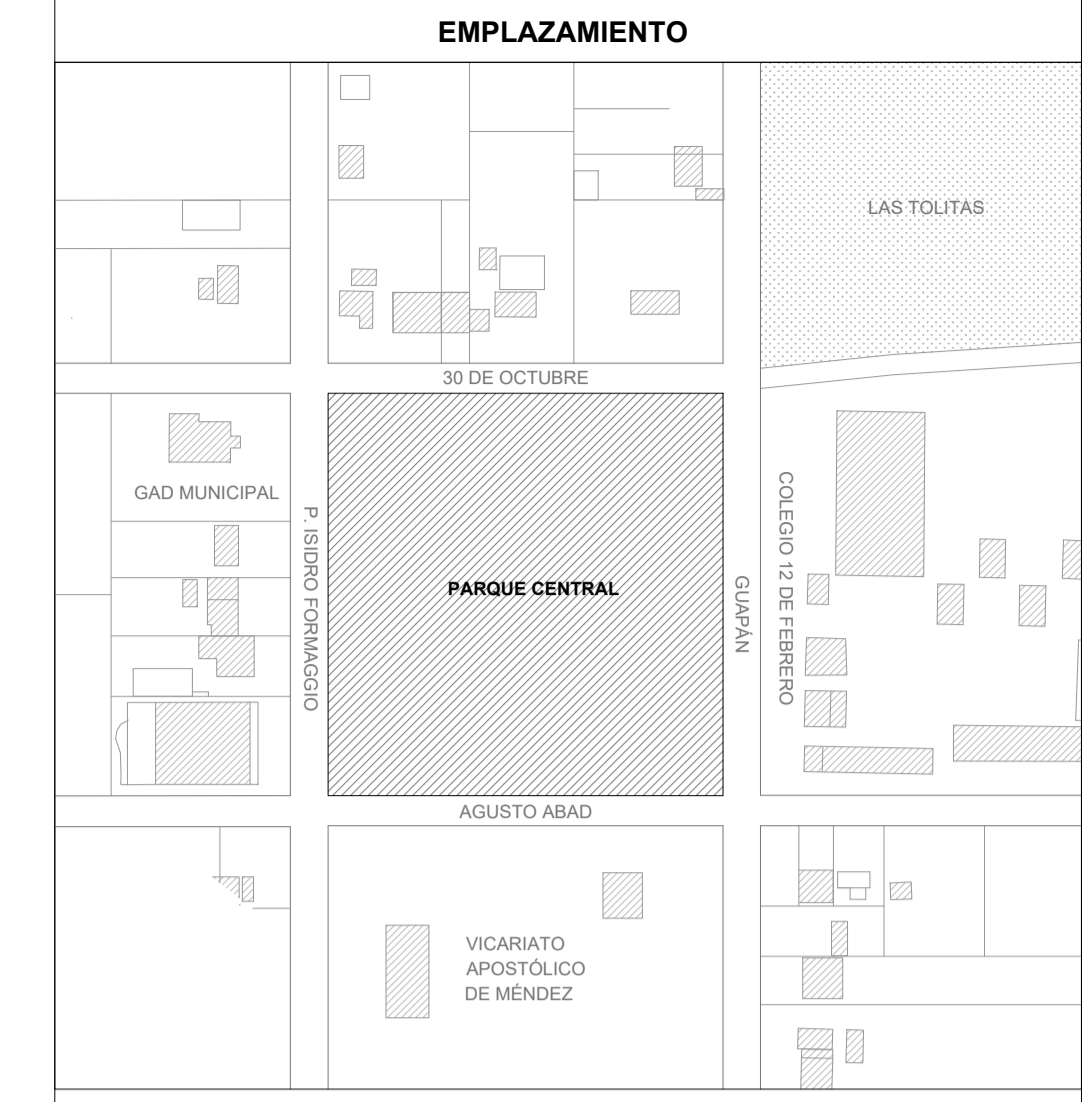 EMPLAZAMIENTO
LAS TOLITAS
30 DE OCTUBRE
GAD MUNICIPAL
P. ISIDRO FORMAGGIO
PARQUE CENTRAL
GUAPÁN
COLEGIO 12 DE FEBRERO
AGUSTO ABAD
VICARIATO
APOSTÓLICO
DE MÉNDEZ